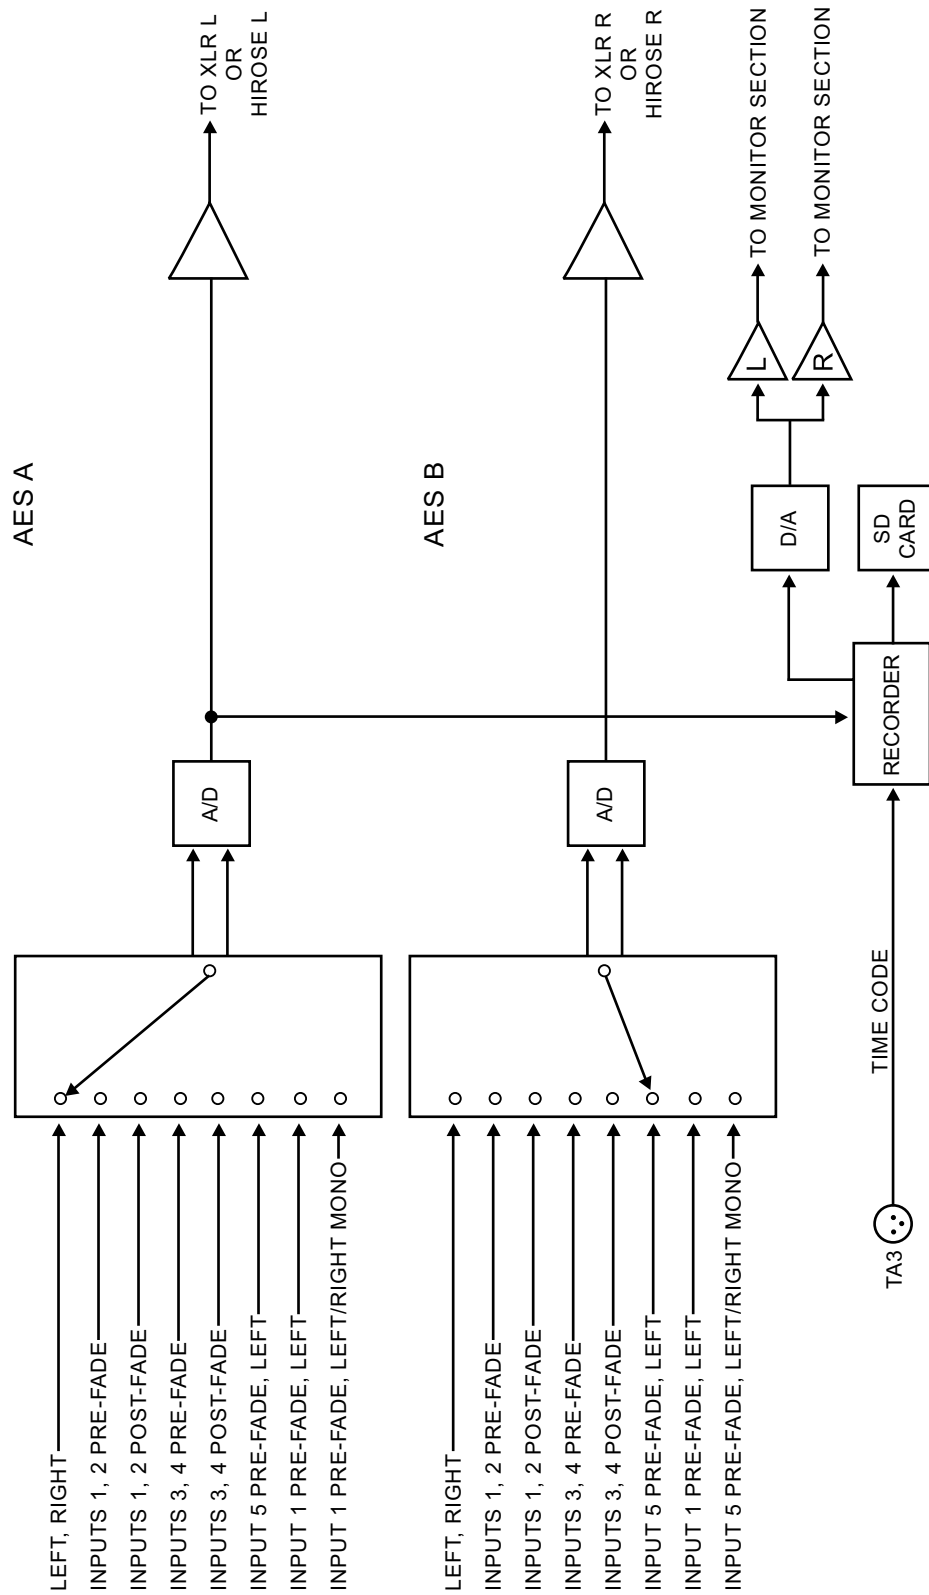 AES A
LEFT, RIGHT
INPUTS 1, 2 PRE-FADE
INPUTS 1, 2 POST-FADE
INPUTS 3, 4 PRE-FADE
INPUTS 3, 4 POST-FADE
INPUT 5 PRE-FADE, LEFT
INPUT 1 PRE-FADE, LEFT
INPUT 1 PRE-FADE, LEFT/RIGHT MONO
A/D
TO XLR L
OR
HIROSE L
AES B
LEFT, RIGHT
INPUTS 1, 2 PRE-FADE
INPUTS 1, 2 POST-FADE
INPUTS 3, 4 PRE-FADE
INPUTS 3, 4 POST-FADE
INPUT 5 PRE-FADE, LEFT
INPUT 1 PRE-FADE, LEFT
INPUT 5 PRE-FADE, LEFT/RIGHT MONO
A/D
TO XLR R
OR
HIROSE R
D/A
L
TO MONITOR SECTION
R
TO MONITOR SECTION
TA3
TIME CODE
RECORDER
SD
CARD